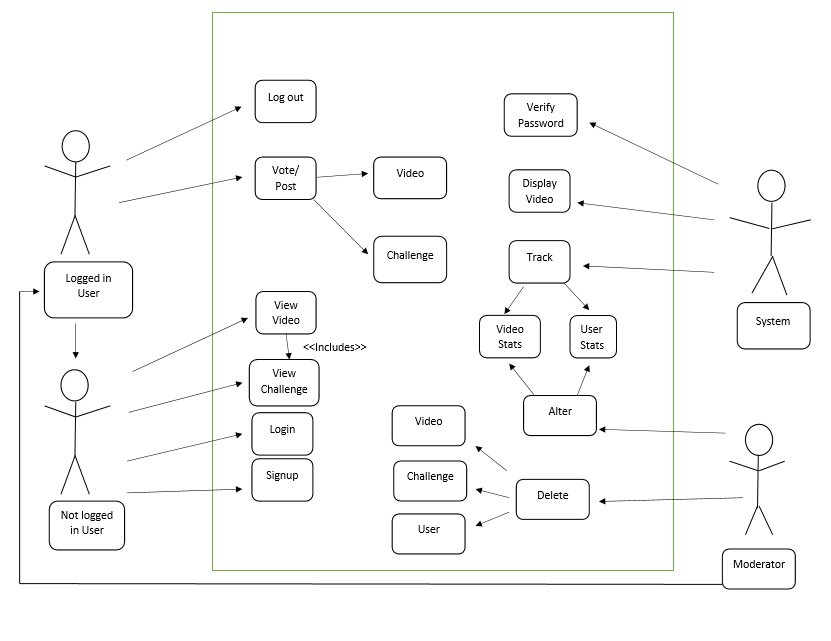 Log out
Verify
Password
Vote/
Post
Video
Display
Video
Challenge
Track
Logged in
User
View
Video
<<Includes>>
Video
Stats
User
Stats
System
View
Challenge
Alter
Login
Video
Signup
Challenge
Delete
Not logged
in User
User
Moderator